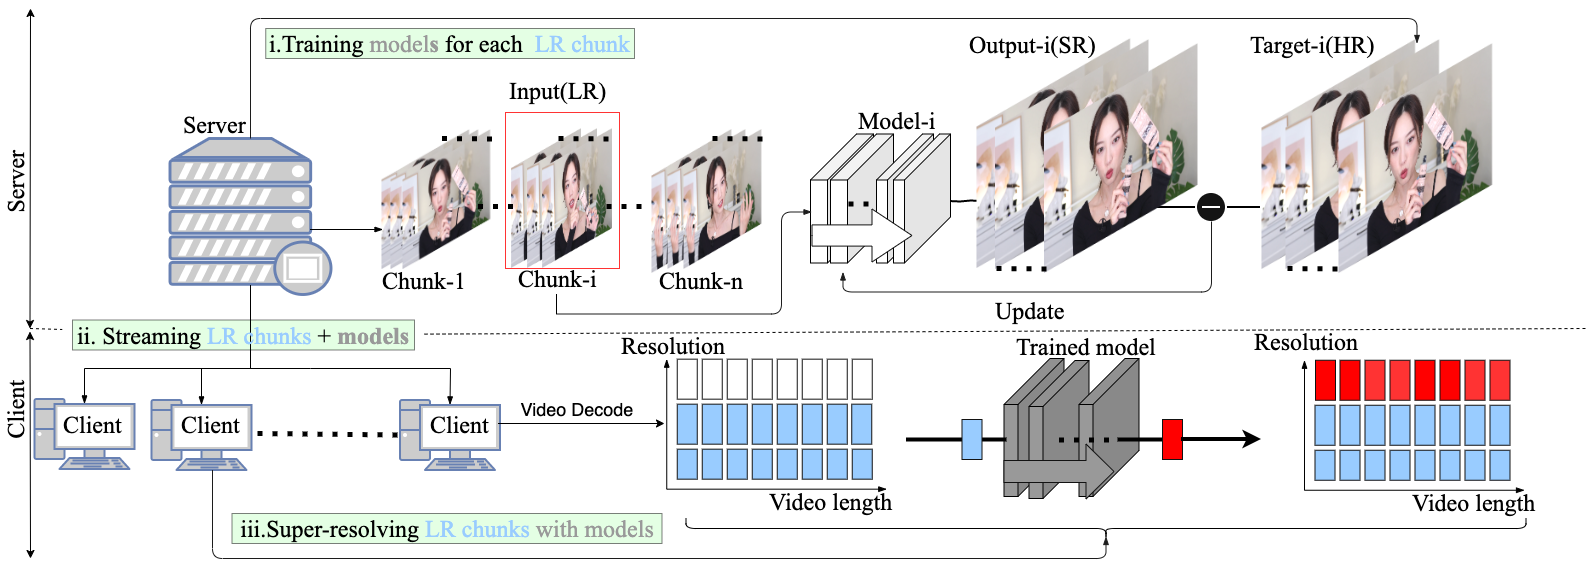 i.Training models for each LR chunk
Output-i(SR)
Target-i(HR)
Input(LR)
Server
Model-i
Server
Chunk-1
Chunk-i
Chunk-n
Update
ii. Streaming LR chunks + models
Resolution
Trained model
Resolution
Client
Client
Client
Client
Video Decode
Video length
Video length
iii.Super-resolving LR chunks with models